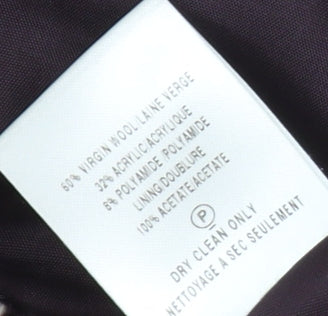 60% VIRGIN WOOL/LAINE VERGE
32% ACRYLIC/ACRYLIQUE
8% POLYAMIDE POLYAMIDE
LINING/DOUBLURE
100% ACETATE/ACETATE
P
DRY CLEAN ONLY
NETTOYAGE A SEC SEULEMENT